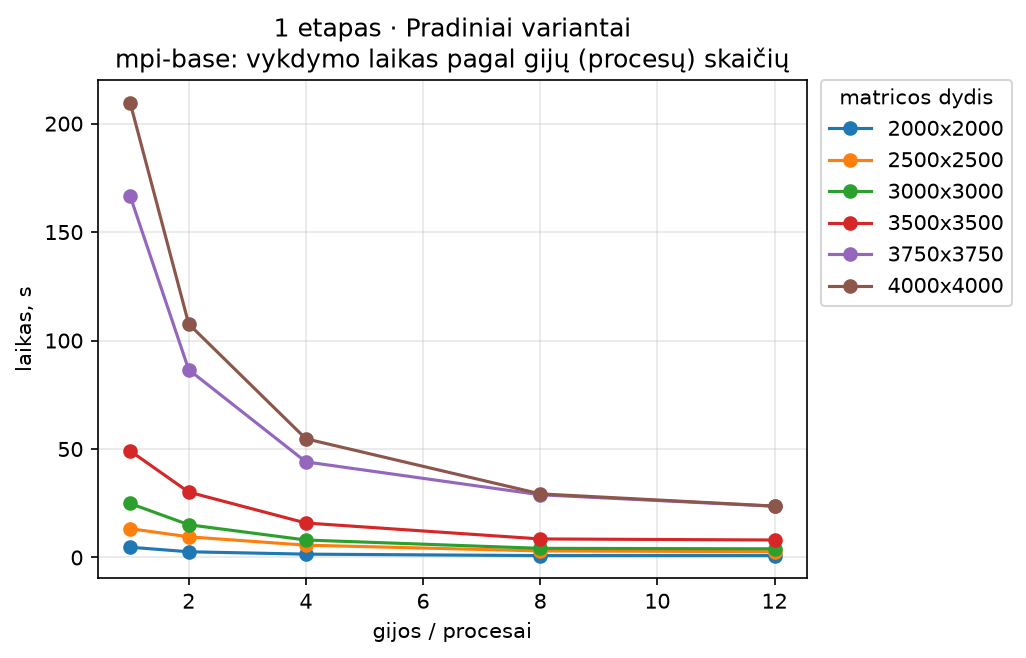 1 etapas · Pradiniai variantai
mpi-base: vykdymo laikas pagal gijų (procesų) skaičių
matricos dydis
2000x2000
2500x2500
3000x3000
3500x3500
3750x3750
4000x4000
laikas, s
200
150
100
50
0
2 4 6 8 10 12
gijos / procesai